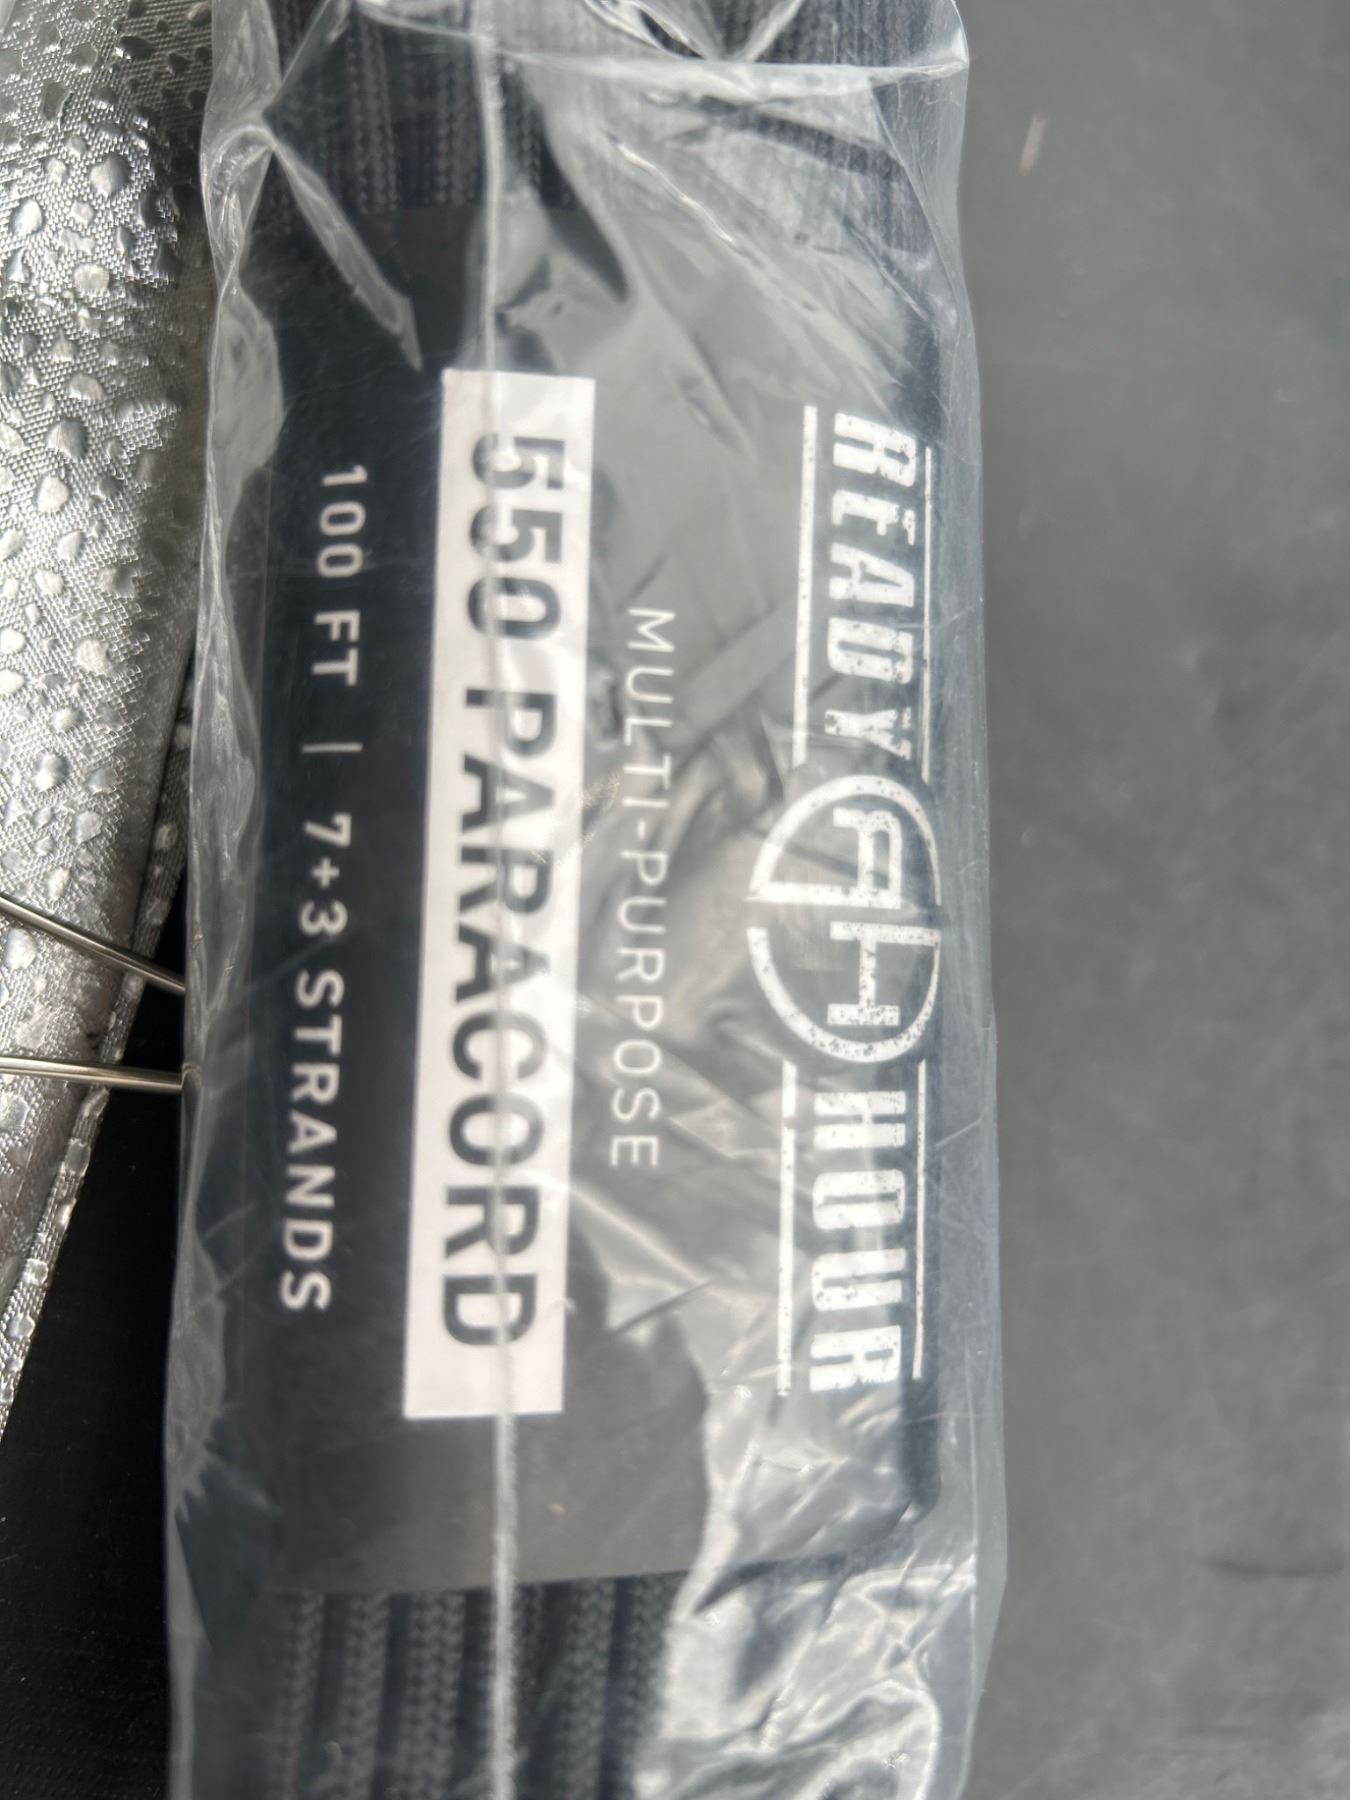 READY HOUR
MULTI-PURPOSE
550 PARACORD
100 FT | 7+3 STRANDS